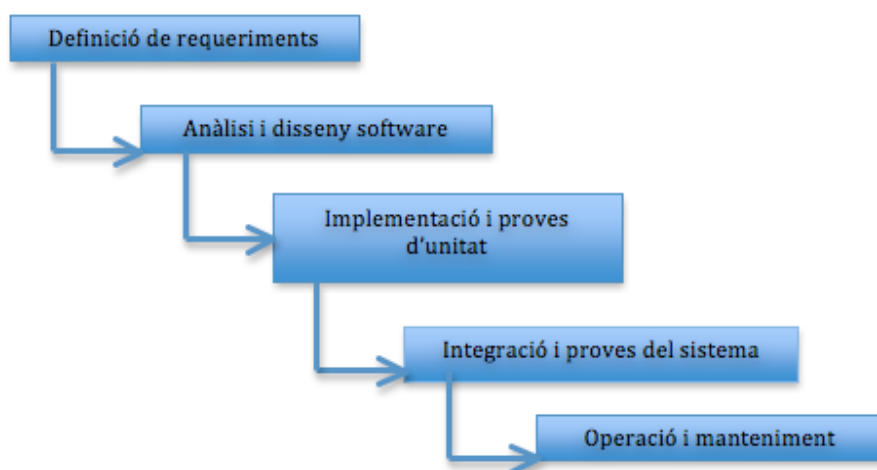 Definició de requeriments
Anàlisi i disseny software
Implementació i proves
d'unitat
Integració i proves del sistema
Operació i manteniment